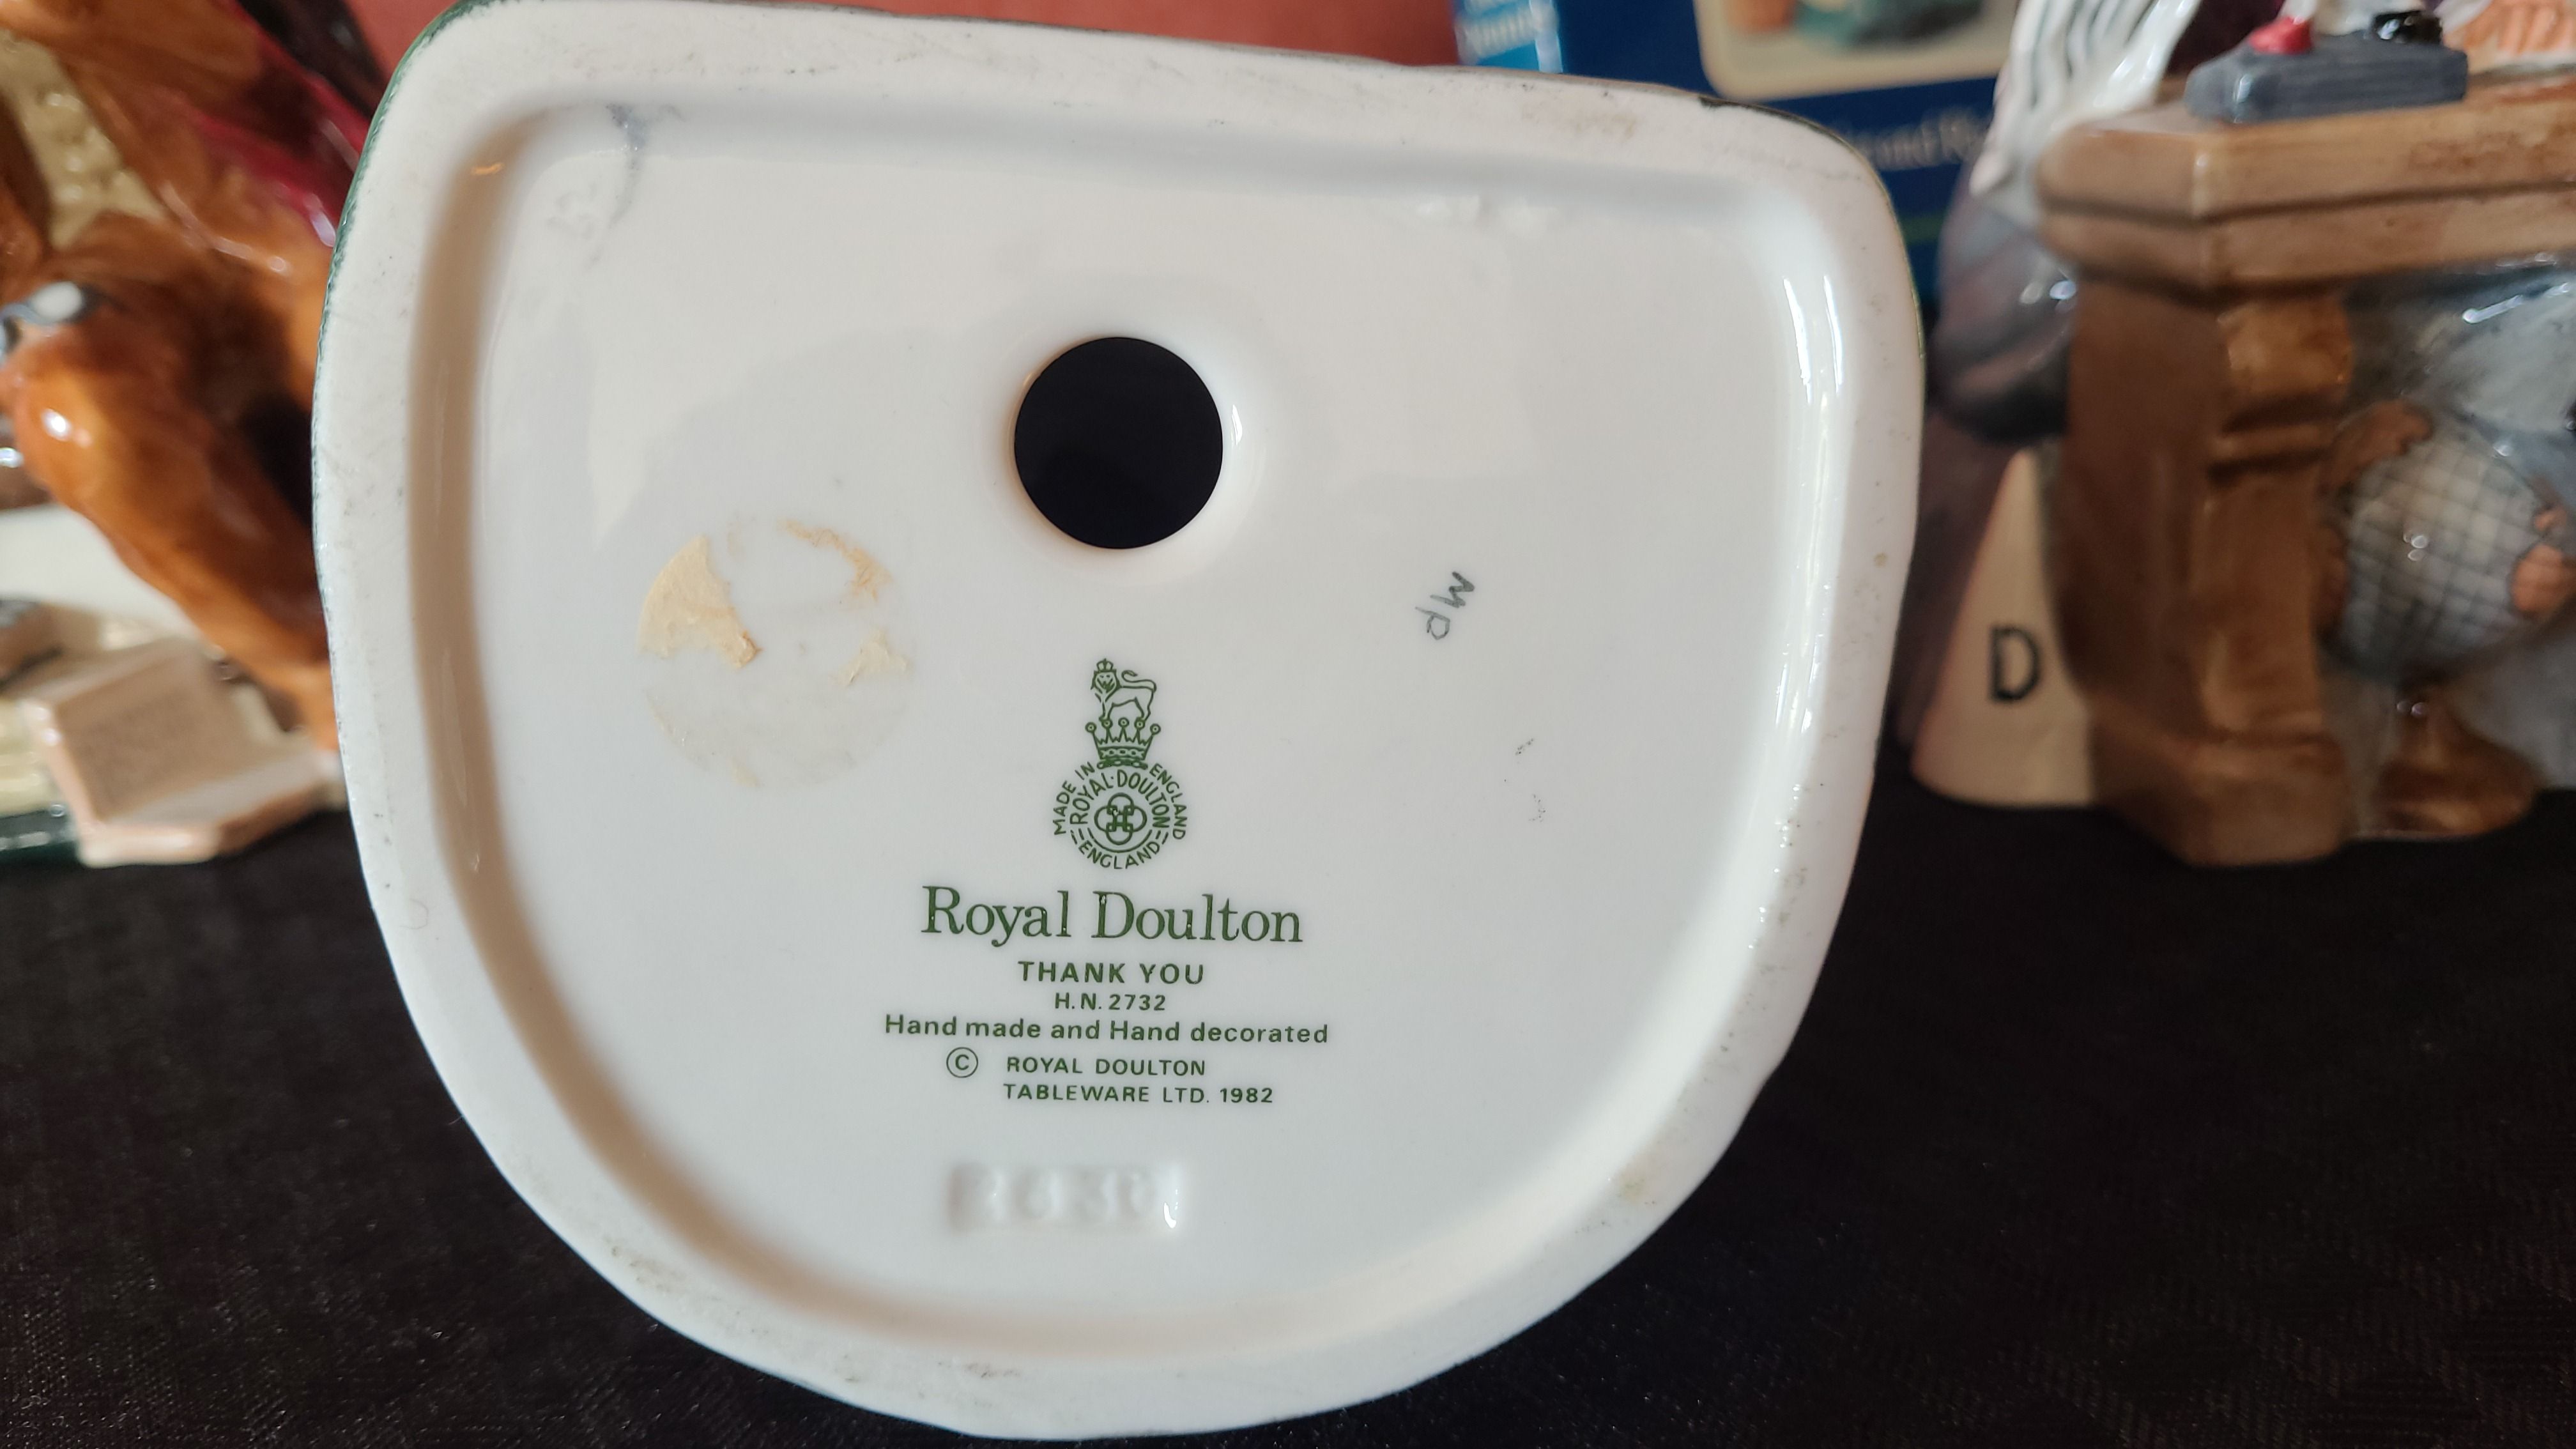 dw
MADE IN ENGLAND
ROYAL·DOULTON
ENGLAND
Royal Doulton
THANK YOU
H.N. 2732
Hand made and Hand decorated
© ROYAL DOULTON
TABLEWARE LTD. 1982
D